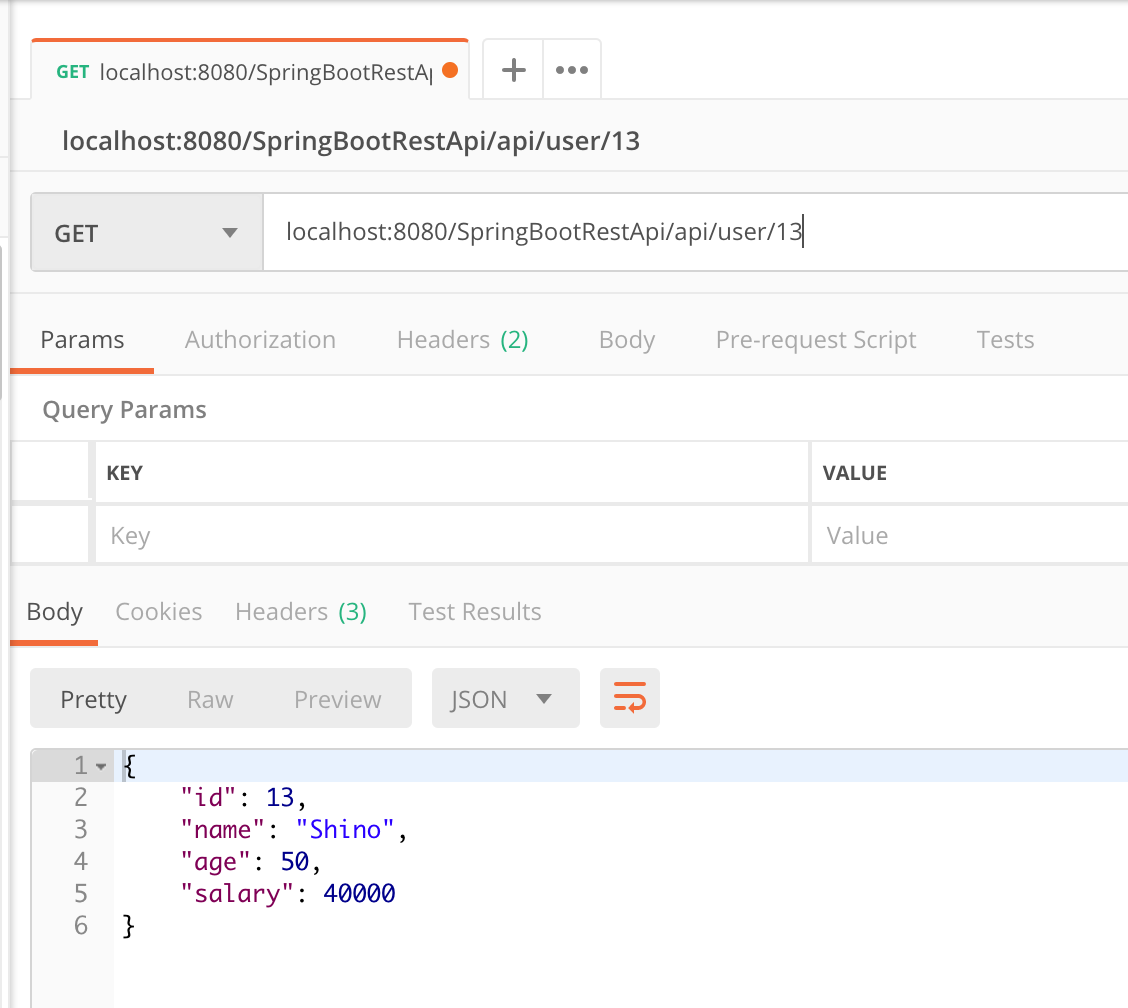 GET localhost:8080/SpringBootRestAp
localhost:8080/SpringBootRestApi/api/user/13
GET localhost:8080/SpringBootRestApi/api/user/13
Params Authorization Headers (2) Body Pre-request Script Tests
Query Params
KEY VALUE
Key Value
Body Cookies Headers (3) Test Results
Pretty Raw Preview JSON
1 {
2 "id": 13,
3 "name": "Shino",
4 "age": 50,
5 "salary": 40000
6 }